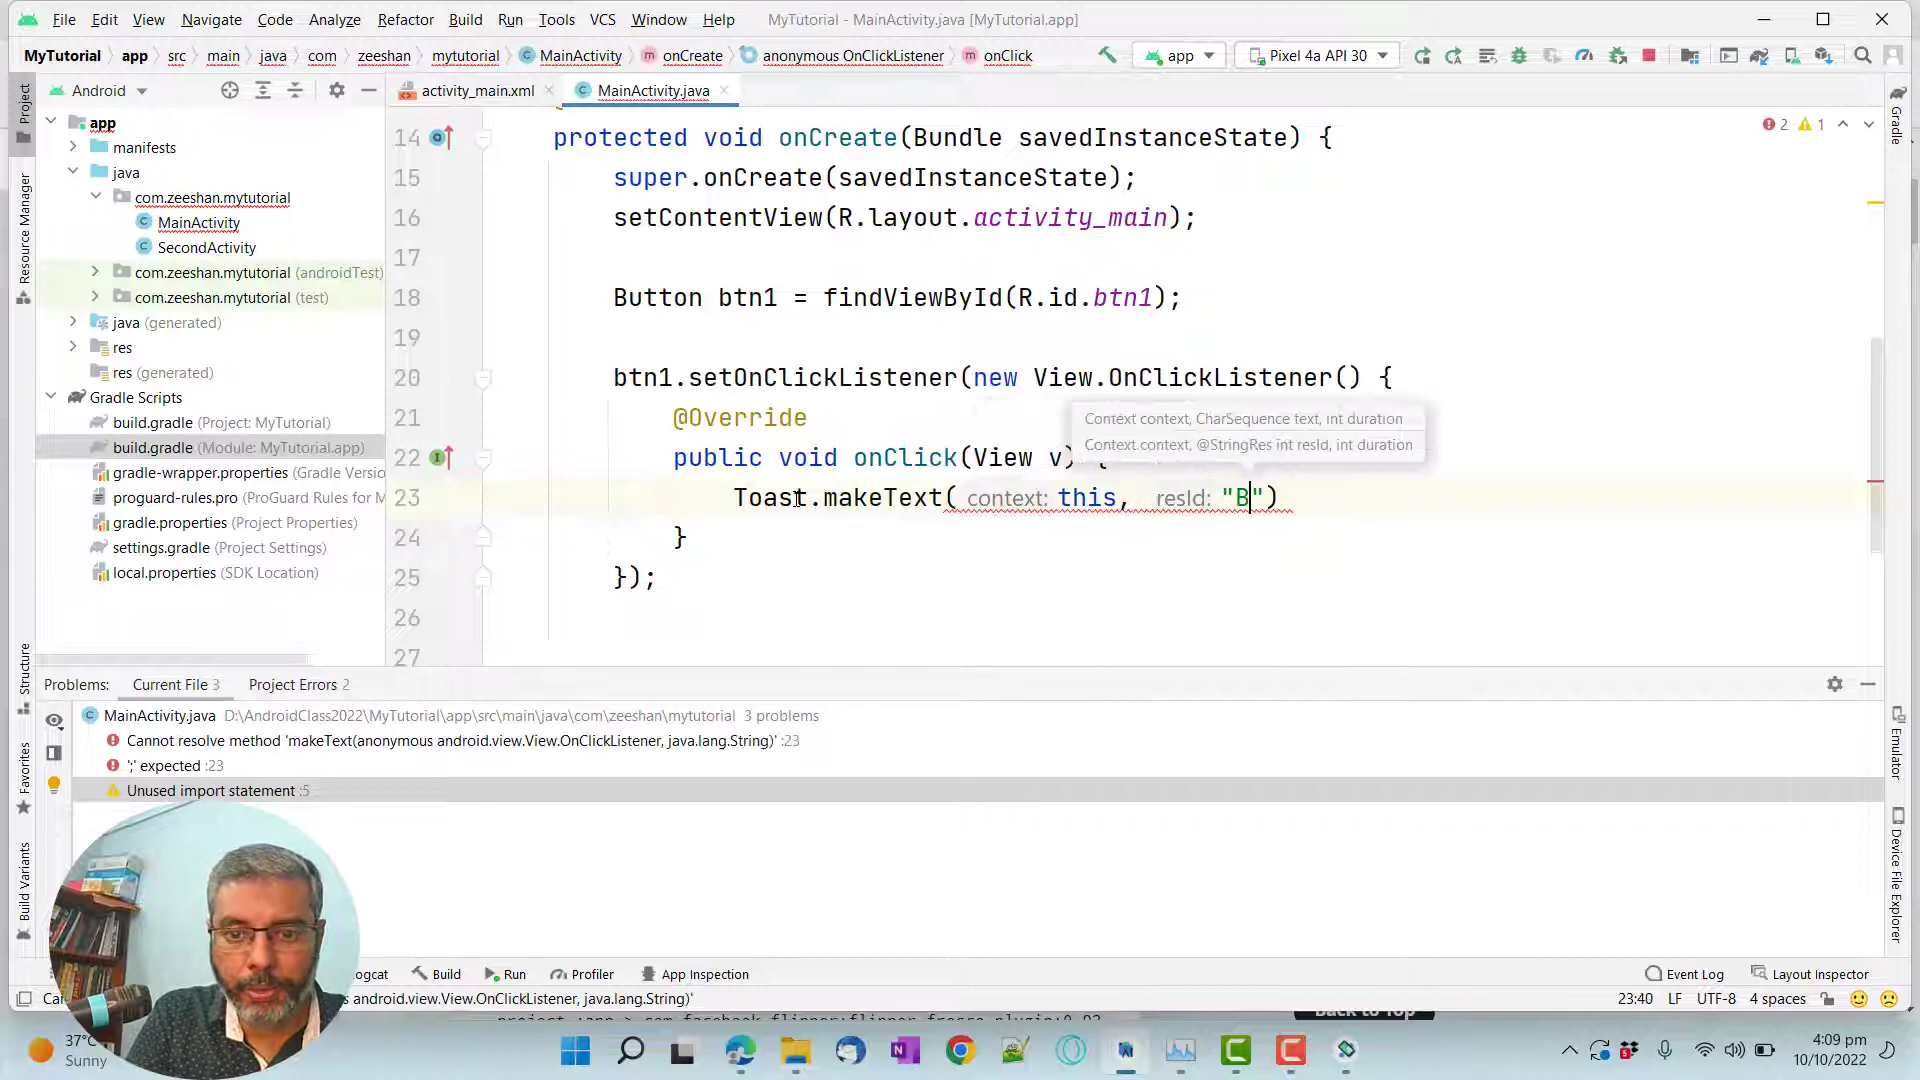 File Edit View Navigate Code Analyze Refactor Build Run Tools VCS Window Help MyTutorial - MainActivity.java [MyTutorial.app]
MyTutorial app src main java com zeeshan mytutorial MainActivity onCreate anonymous OnClickListener onClick app Pixel 4a API 30
Android
activity_main.xml MainActivity.java
Project
Resource Manager
Structure
Favorites
Build Variants
app
manifests
java
com.zeeshan.mytutorial
MainActivity
SecondActivity
com.zeeshan.mytutorial (androidTest)
com.zeeshan.mytutorial (test)
java (generated)
res
res (generated)
Gradle Scripts
build.gradle (Project: MyTutorial)
build.gradle (Module: MyTutorial.app)
gradle-wrapper.properties (Gradle Versio
proguard-rules.pro (ProGuard Rules for M
gradle.properties (Project Properties)
settings.gradle (Project Settings)
local.properties (SDK Location)
2 1
14 protected void onCreate(Bundle savedInstanceState) {
15 super.onCreate(savedInstanceState);
16 setContentView(R.layout.activity_main);
17
18 Button btn1 = findViewById(R.id.btn1);
19
20 btn1.setOnClickListener(new View.OnClickListener() {
21 @Override
Context context, CharSequence text, int duration
Context context, @StringRes int resId, int duration
22 public void onClick(View v) {
23 Toast.makeText( context: this, resId: "B")
24 }
25 });
26
27
Gradle
Emulator
Device File Explorer
Problems: Current File 3 Project Errors 2
MainActivity.java D:\AndroidClass2022\MyTutorial\app\src\main\java\com\zeeshan\mytutorial 3 problems
Cannot resolve method 'makeText(anonymous android.view.View.OnClickListener, java.lang.String)' :23
';' expected :23
Unused import statement :5
ogcat Build Run Profiler App Inspection Event Log Layout Inspector
Can s android.view.View.OnClickListener, java.lang.String)' 23:40 LF UTF-8 4 spaces
Back to Top
37°C
Sunny
4:09 pm
10/10/2022